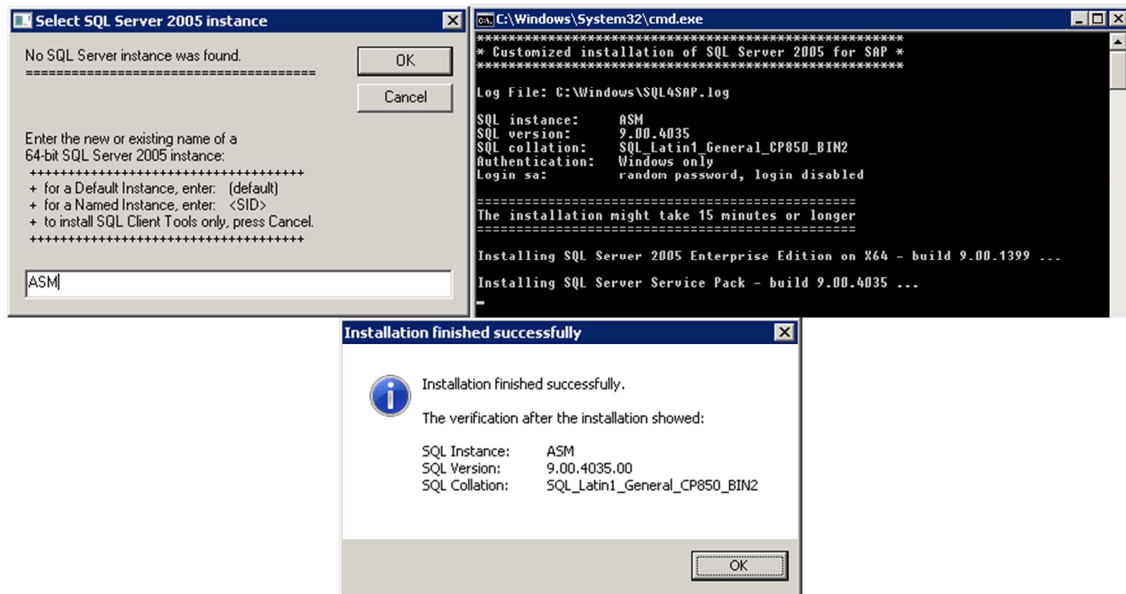 Select SQL Server 2005 instance
No SQL Server instance was found.
=====================================
OK
Cancel
Enter the new or existing name of a
64-bit SQL Server 2005 instance:
++++++++++++++++++++++++++++++++++++
+ for a Default Instance, enter: (default)
+ for a Named Instance, enter: <SID>
+ to install SQL Client Tools only, press Cancel.
++++++++++++++++++++++++++++++++++++
ASM
C:\Windows\System32\cmd.exe
******************************************************
* Customized installation of SQL Server 2005 for SAP *
******************************************************
Log File: C:\Windows\SQL4SAP.log
SQL instance: ASM
SQL version: 9.00.4035
SQL collation: SQL_Latin1_General_CP850_BIN2
Authentication: Windows only
Login sa: random password, login disabled
================================================
The installation might take 15 minutes or longer
================================================
Installing SQL Server 2005 Enterprise Edition on X64 - build 9.00.1399 ...
Installing SQL Server Service Pack - build 9.00.4035 ...
Installation finished successfully
Installation finished successfully.
The verification after the installation showed:
SQL Instance: ASM
SQL Version: 9.00.4035.00
SQL Collation: SQL_Latin1_General_CP850_BIN2
OK